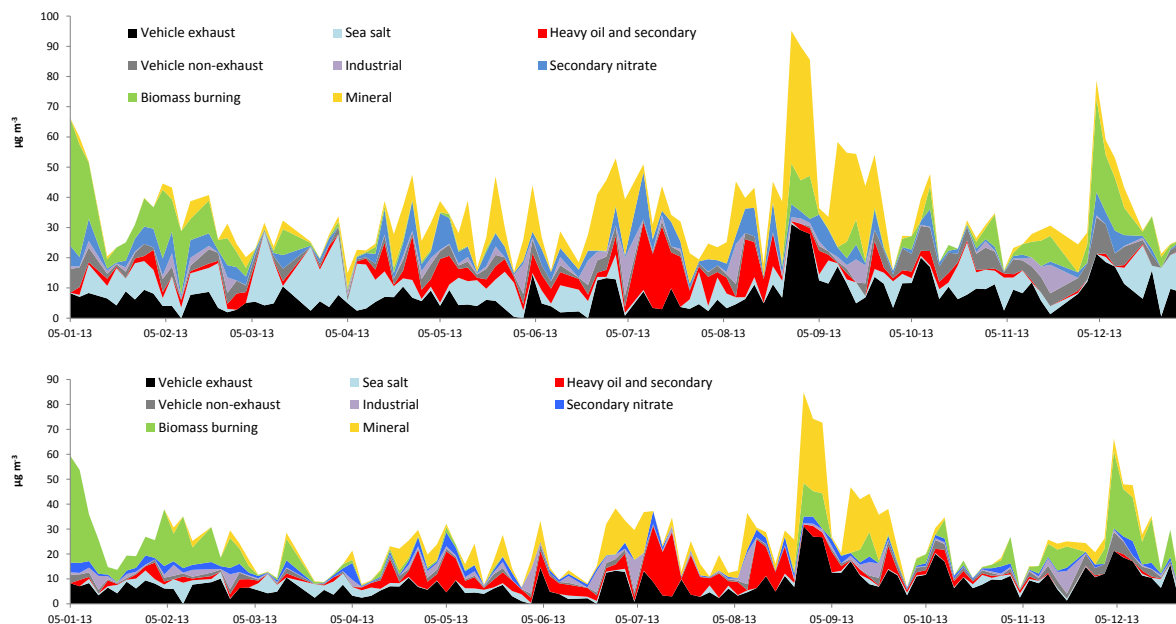 100
90
80
70
60
50
40
30
20
10
0
µg m⁻³
Vehicle exhaust Sea salt Heavy oil and secondary
Vehicle non-exhaust Industrial Secondary nitrate
Biomass burning Mineral
05-01-13 05-02-13 05-03-13 05-04-13 05-05-13 05-06-13 05-07-13 05-08-13 05-09-13 05-10-13 05-11-13 05-12-13
90
80
70
60
50
40
30
20
10
0
µg m⁻³
Vehicle exhaust Sea salt Heavy oil and secondary
Vehicle non-exhaust Industrial Secondary nitrate
Biomass burning Mineral
05-01-13 05-02-13 05-03-13 05-04-13 05-05-13 05-06-13 05-07-13 05-08-13 05-09-13 05-10-13 05-11-13 05-12-13